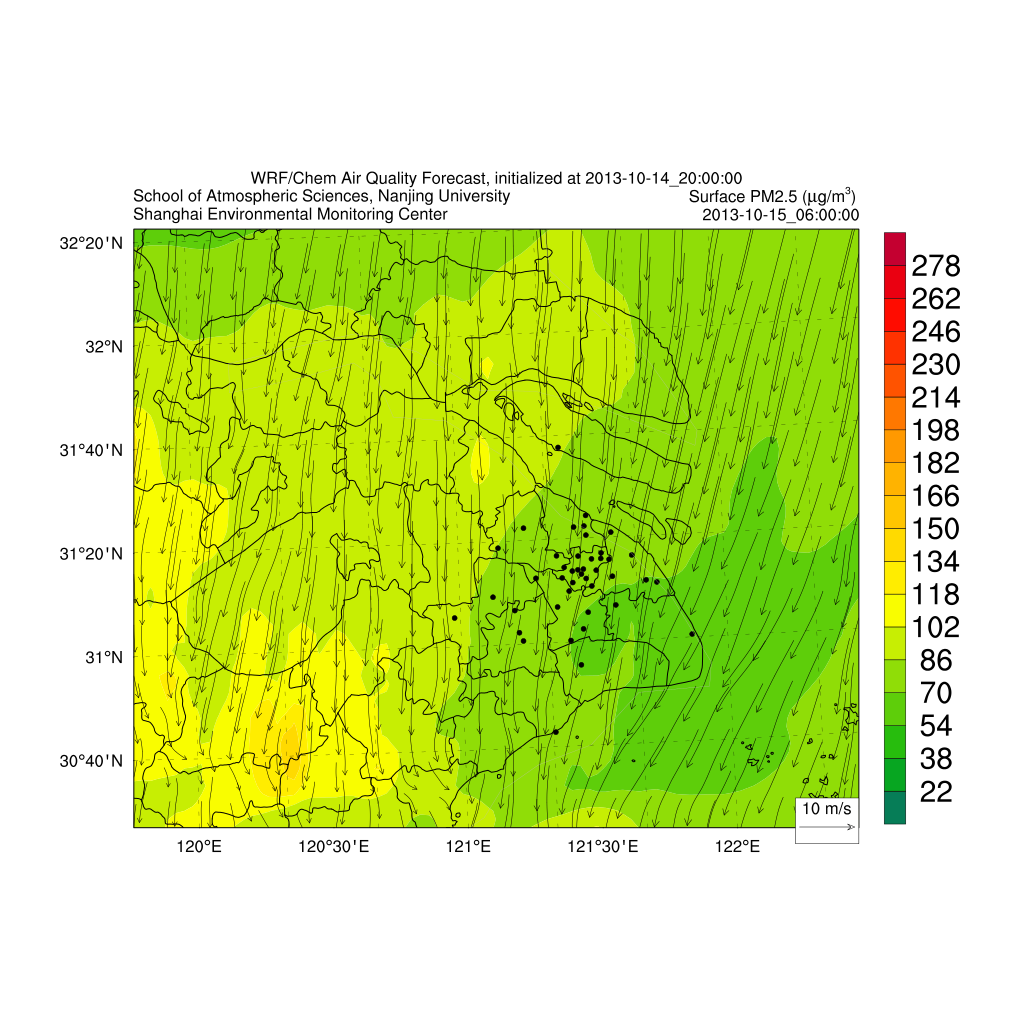 WRF/Chem Air Quality Forecast, initialized at 2013-10-14_20:00:00
School of Atmospheric Sciences, Nanjing University
Surface PM2.5 (μg/m³)
Shanghai Environmental Monitoring Center
2013-10-15_06:00:00
32°20'N
32°N
31°40'N
31°20'N
31°N
30°40'N
120°E
120°30'E
121°E
121°30'E
122°E
10 m/s
278
262
246
230
214
198
182
166
150
134
118
102
86
70
54
38
22